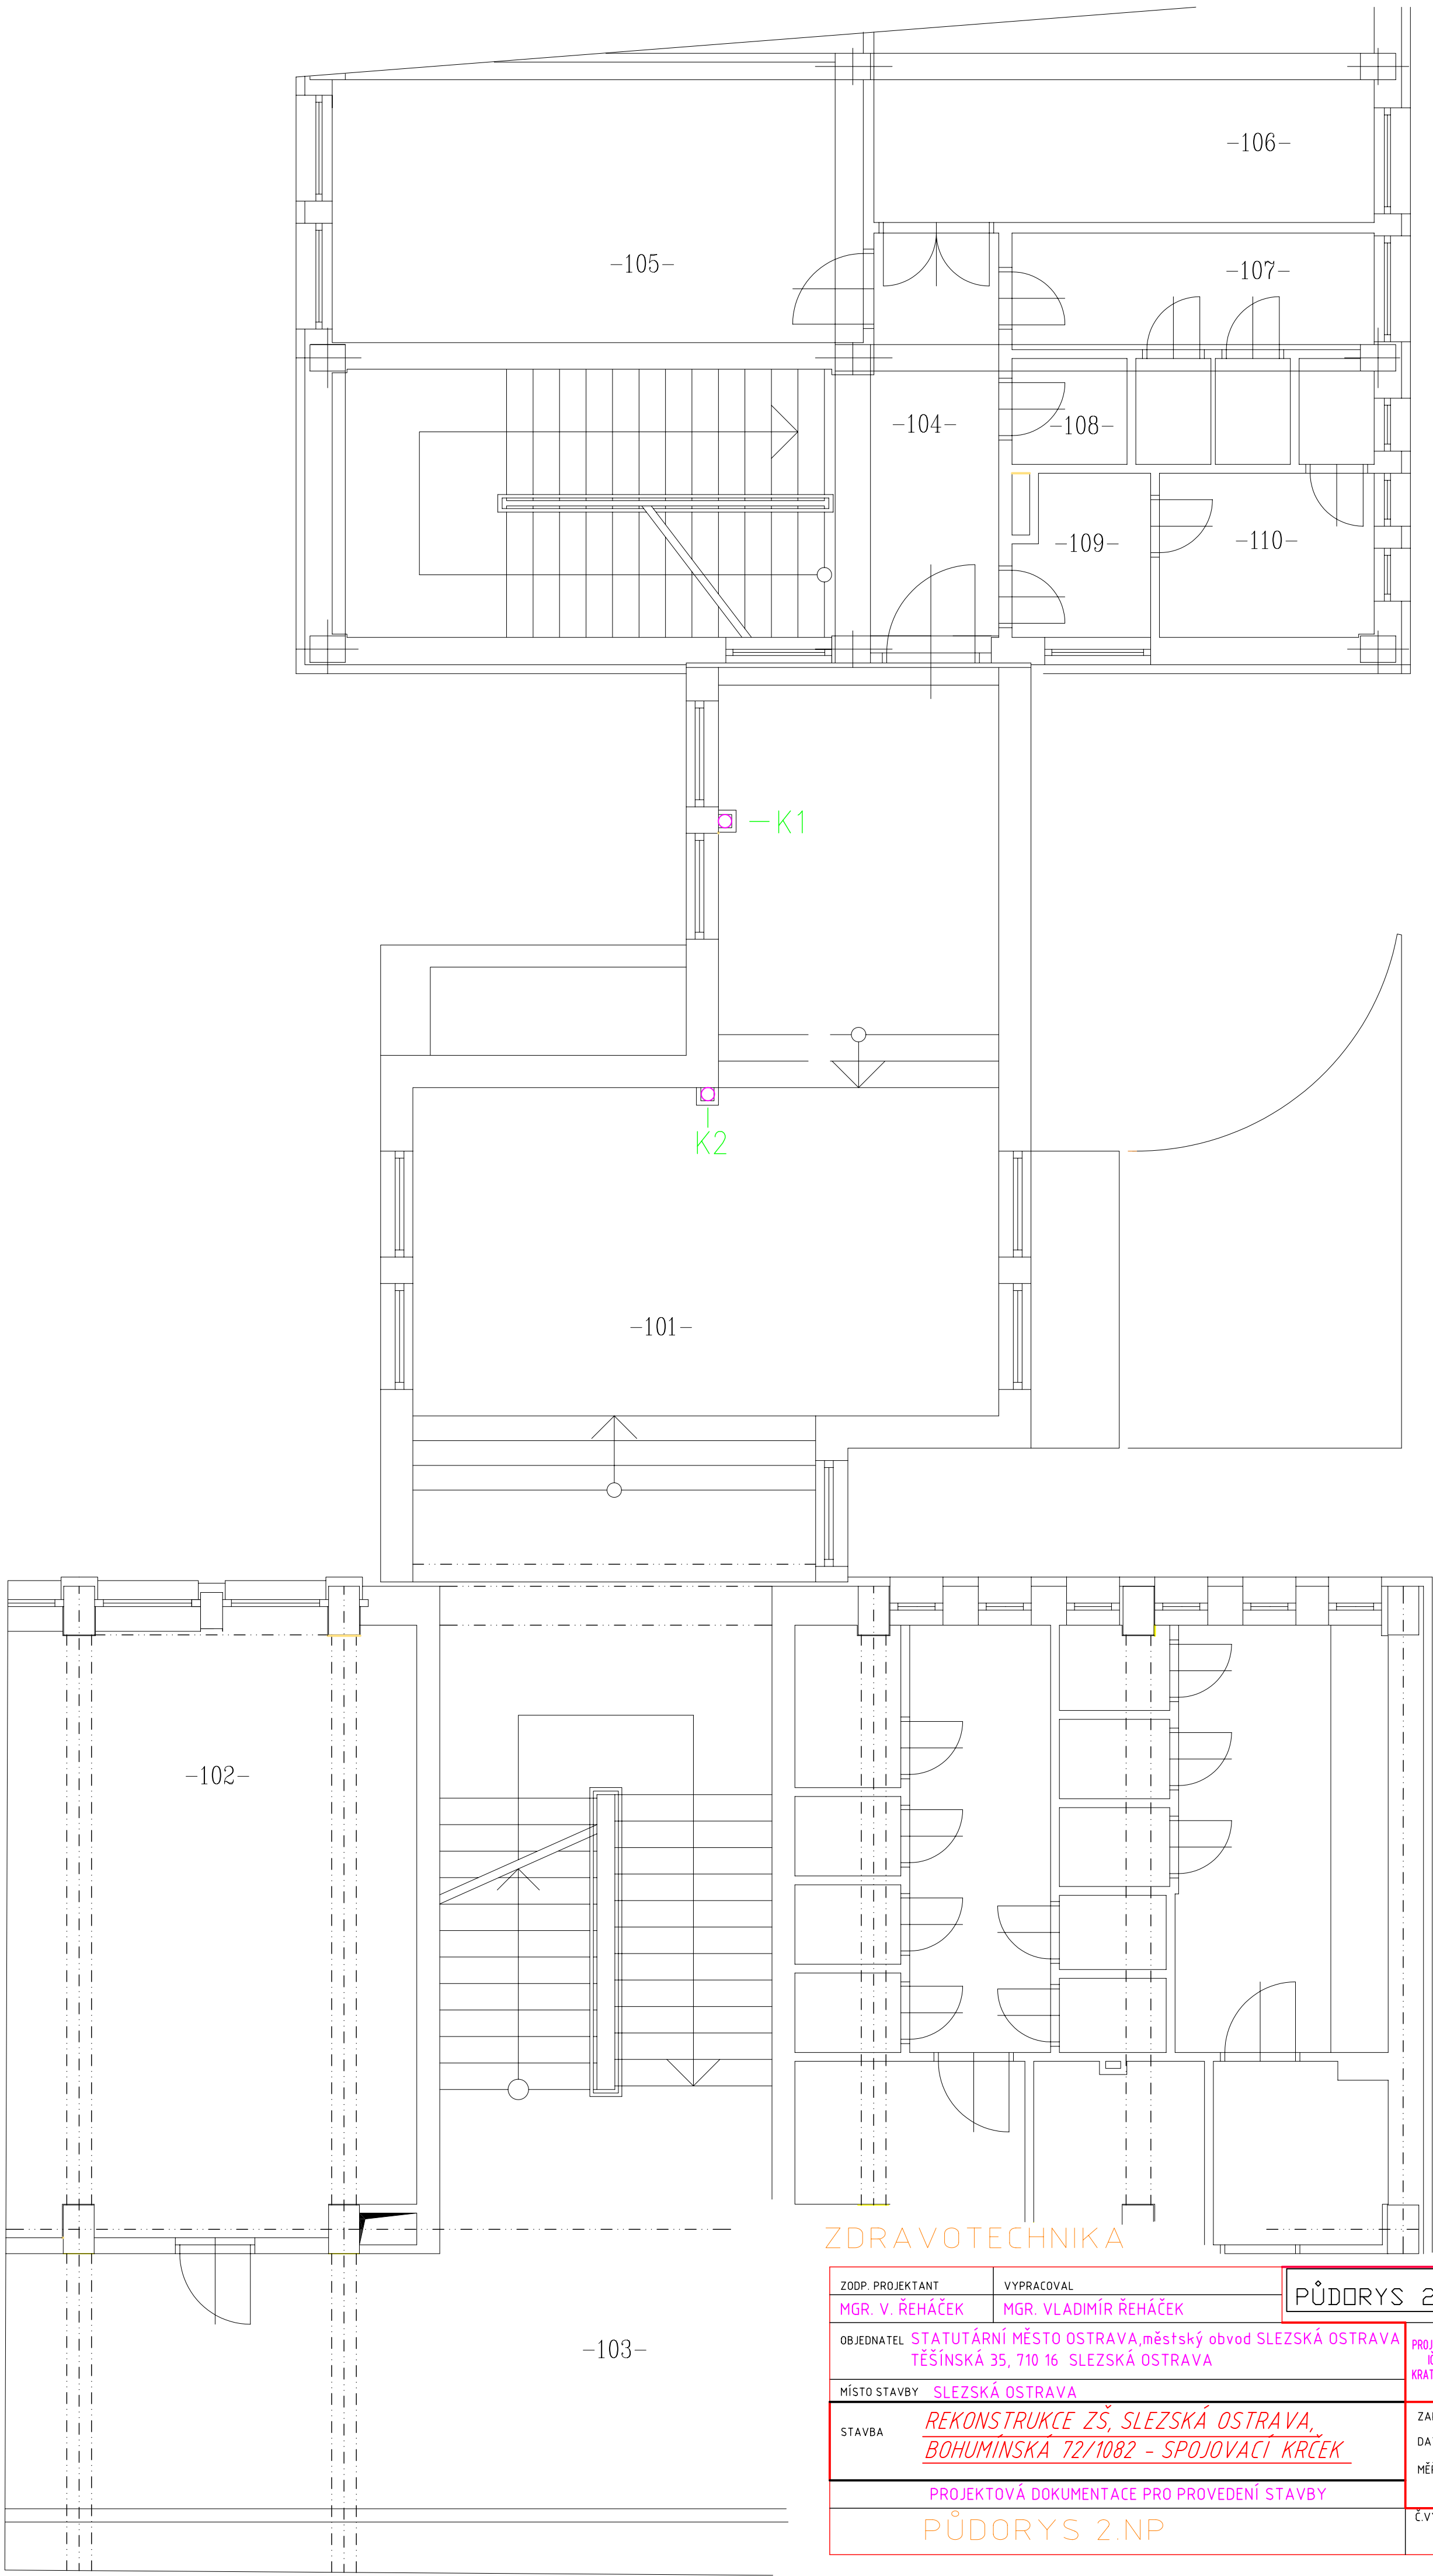 -106-
-105-
-107-
-104-
-108-
-109-
-110-
K1
K2
-101-
-102-
-103-
ZDRAVOTECHNIKA
ZODP. PROJEKTANT
VYPRACOVAL
PŮDORYS 2
MGR. V. ŘEHÁČEK
MGR. VLADIMÍR ŘEHÁČEK
OBJEDNATEL STATUTÁRNÍ MĚSTO OSTRAVA,městský obvod SLEZSKÁ OSTRAVA
TĚŠÍNSKÁ 35, 710 16 SLEZSKÁ OSTRAVA
MÍSTO STAVBY SLEZSKÁ OSTRAVA
STAVBA
REKONSTRUKCE ZŠ, SLEZSKÁ OSTRAVA,
BOHUMÍNSKÁ 72/1082 - SPOJOVACÍ KRČEK
PROJEKTOVÁ DOKUMENTACE PRO PROVEDENÍ STAVBY
PŮDORYS 2.NP